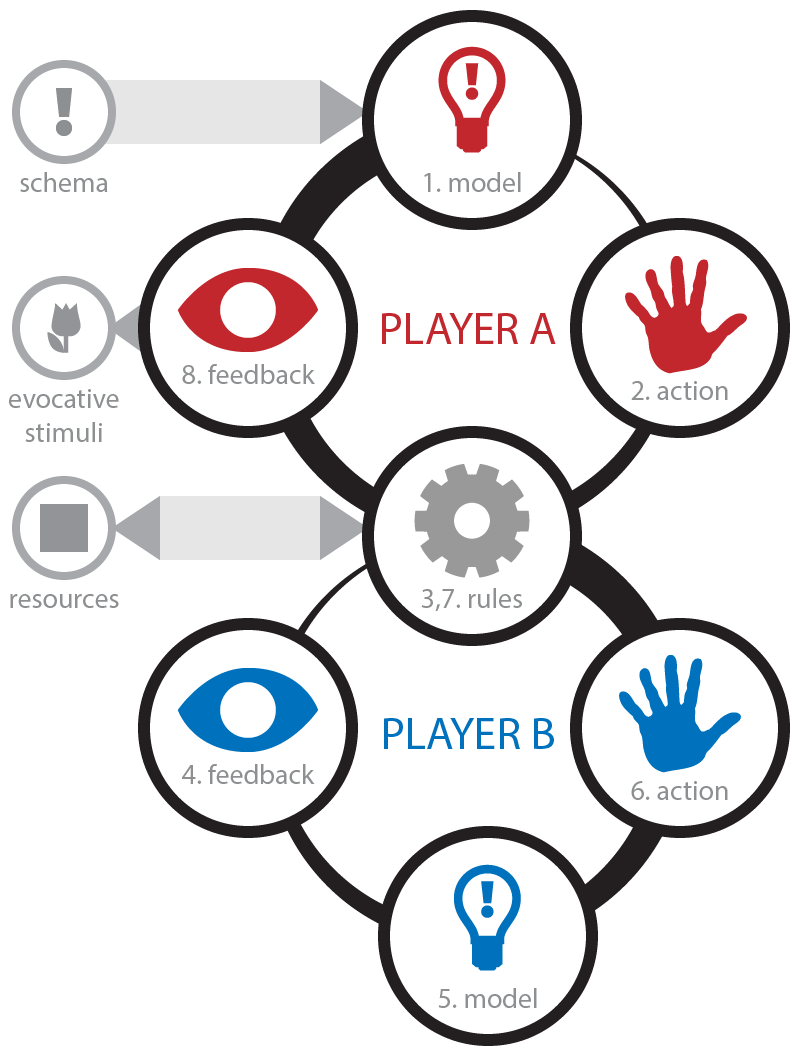 1. model
schema
PLAYER A
8. feedback
2. action
evocative
stimuli
3,7. rules
resources
PLAYER B
4. feedback
6. action
5. model